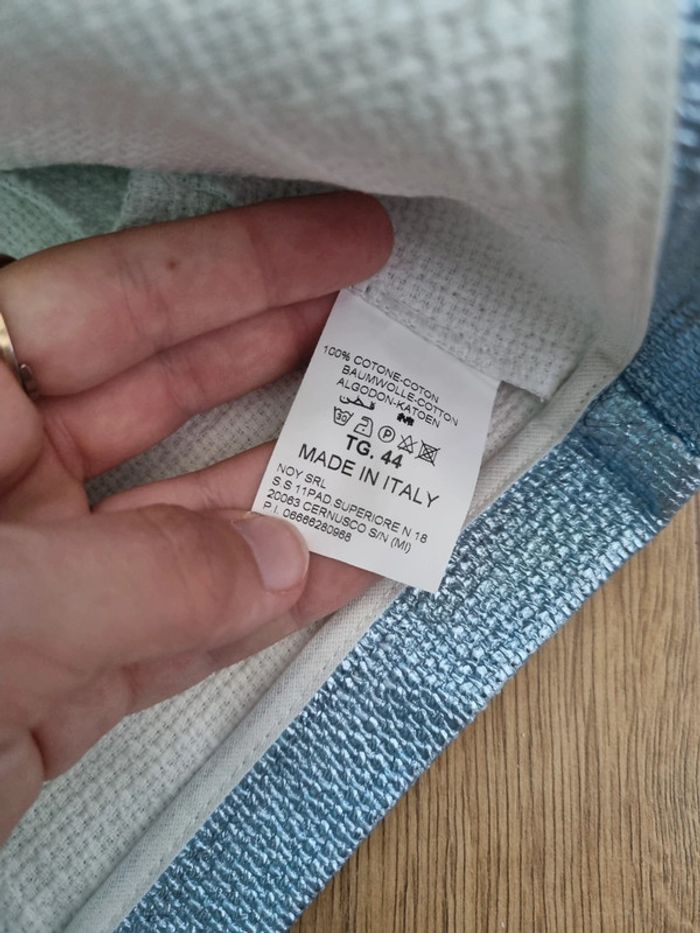 100% COTONE-COTON
BAUMWOLLE-COTTON
ALGODON-KATOEN
30
P
TG. 44
MADE IN ITALY
NOY SRL
S.S 11PAD.SUPERIORE N 18
20063 CERNUSCO S/N (MI)
P.I. 06666280968